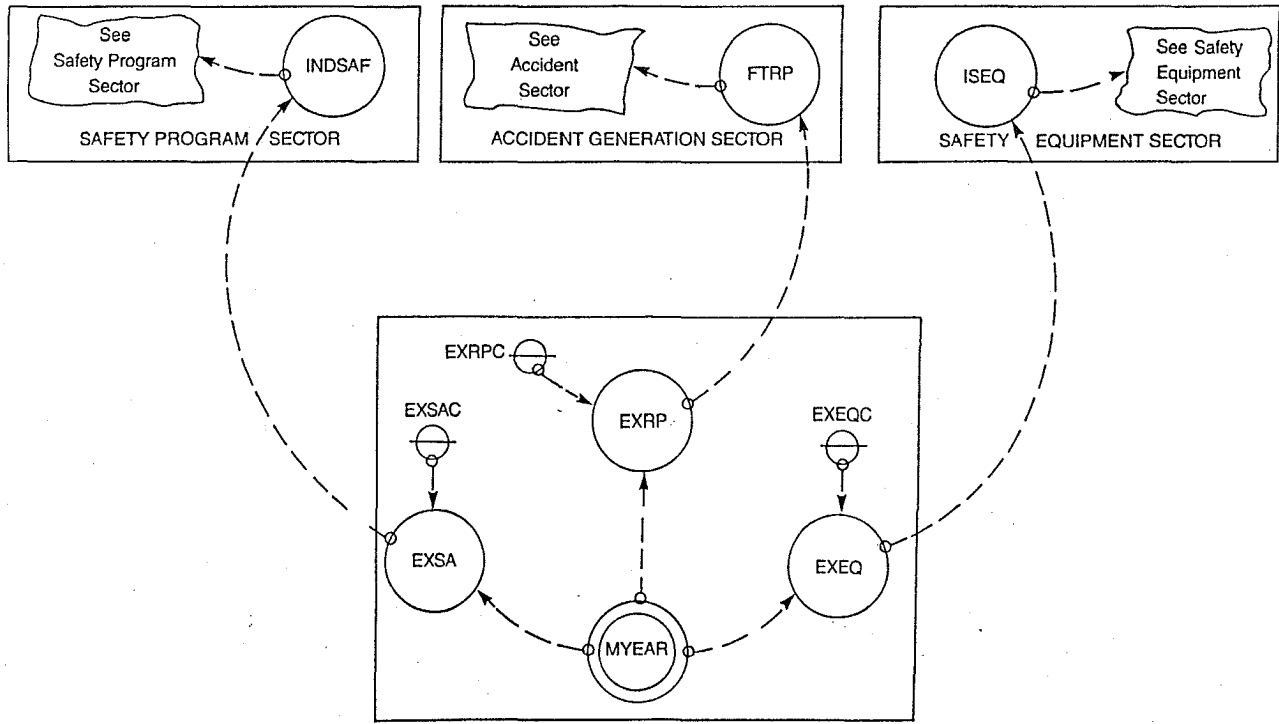 See
Safety Program
Sector
INDSAF
SAFETY PROGRAM SECTOR
See
Accident
Sector
FTRP
ACCIDENT GENERATION SECTOR
ISEQ
See Safety
Equipment
Sector
SAFETY EQUIPMENT SECTOR
EXRPC
EXRP
EXSAC
EXEQC
EXSA
EXEQ
MYEAR